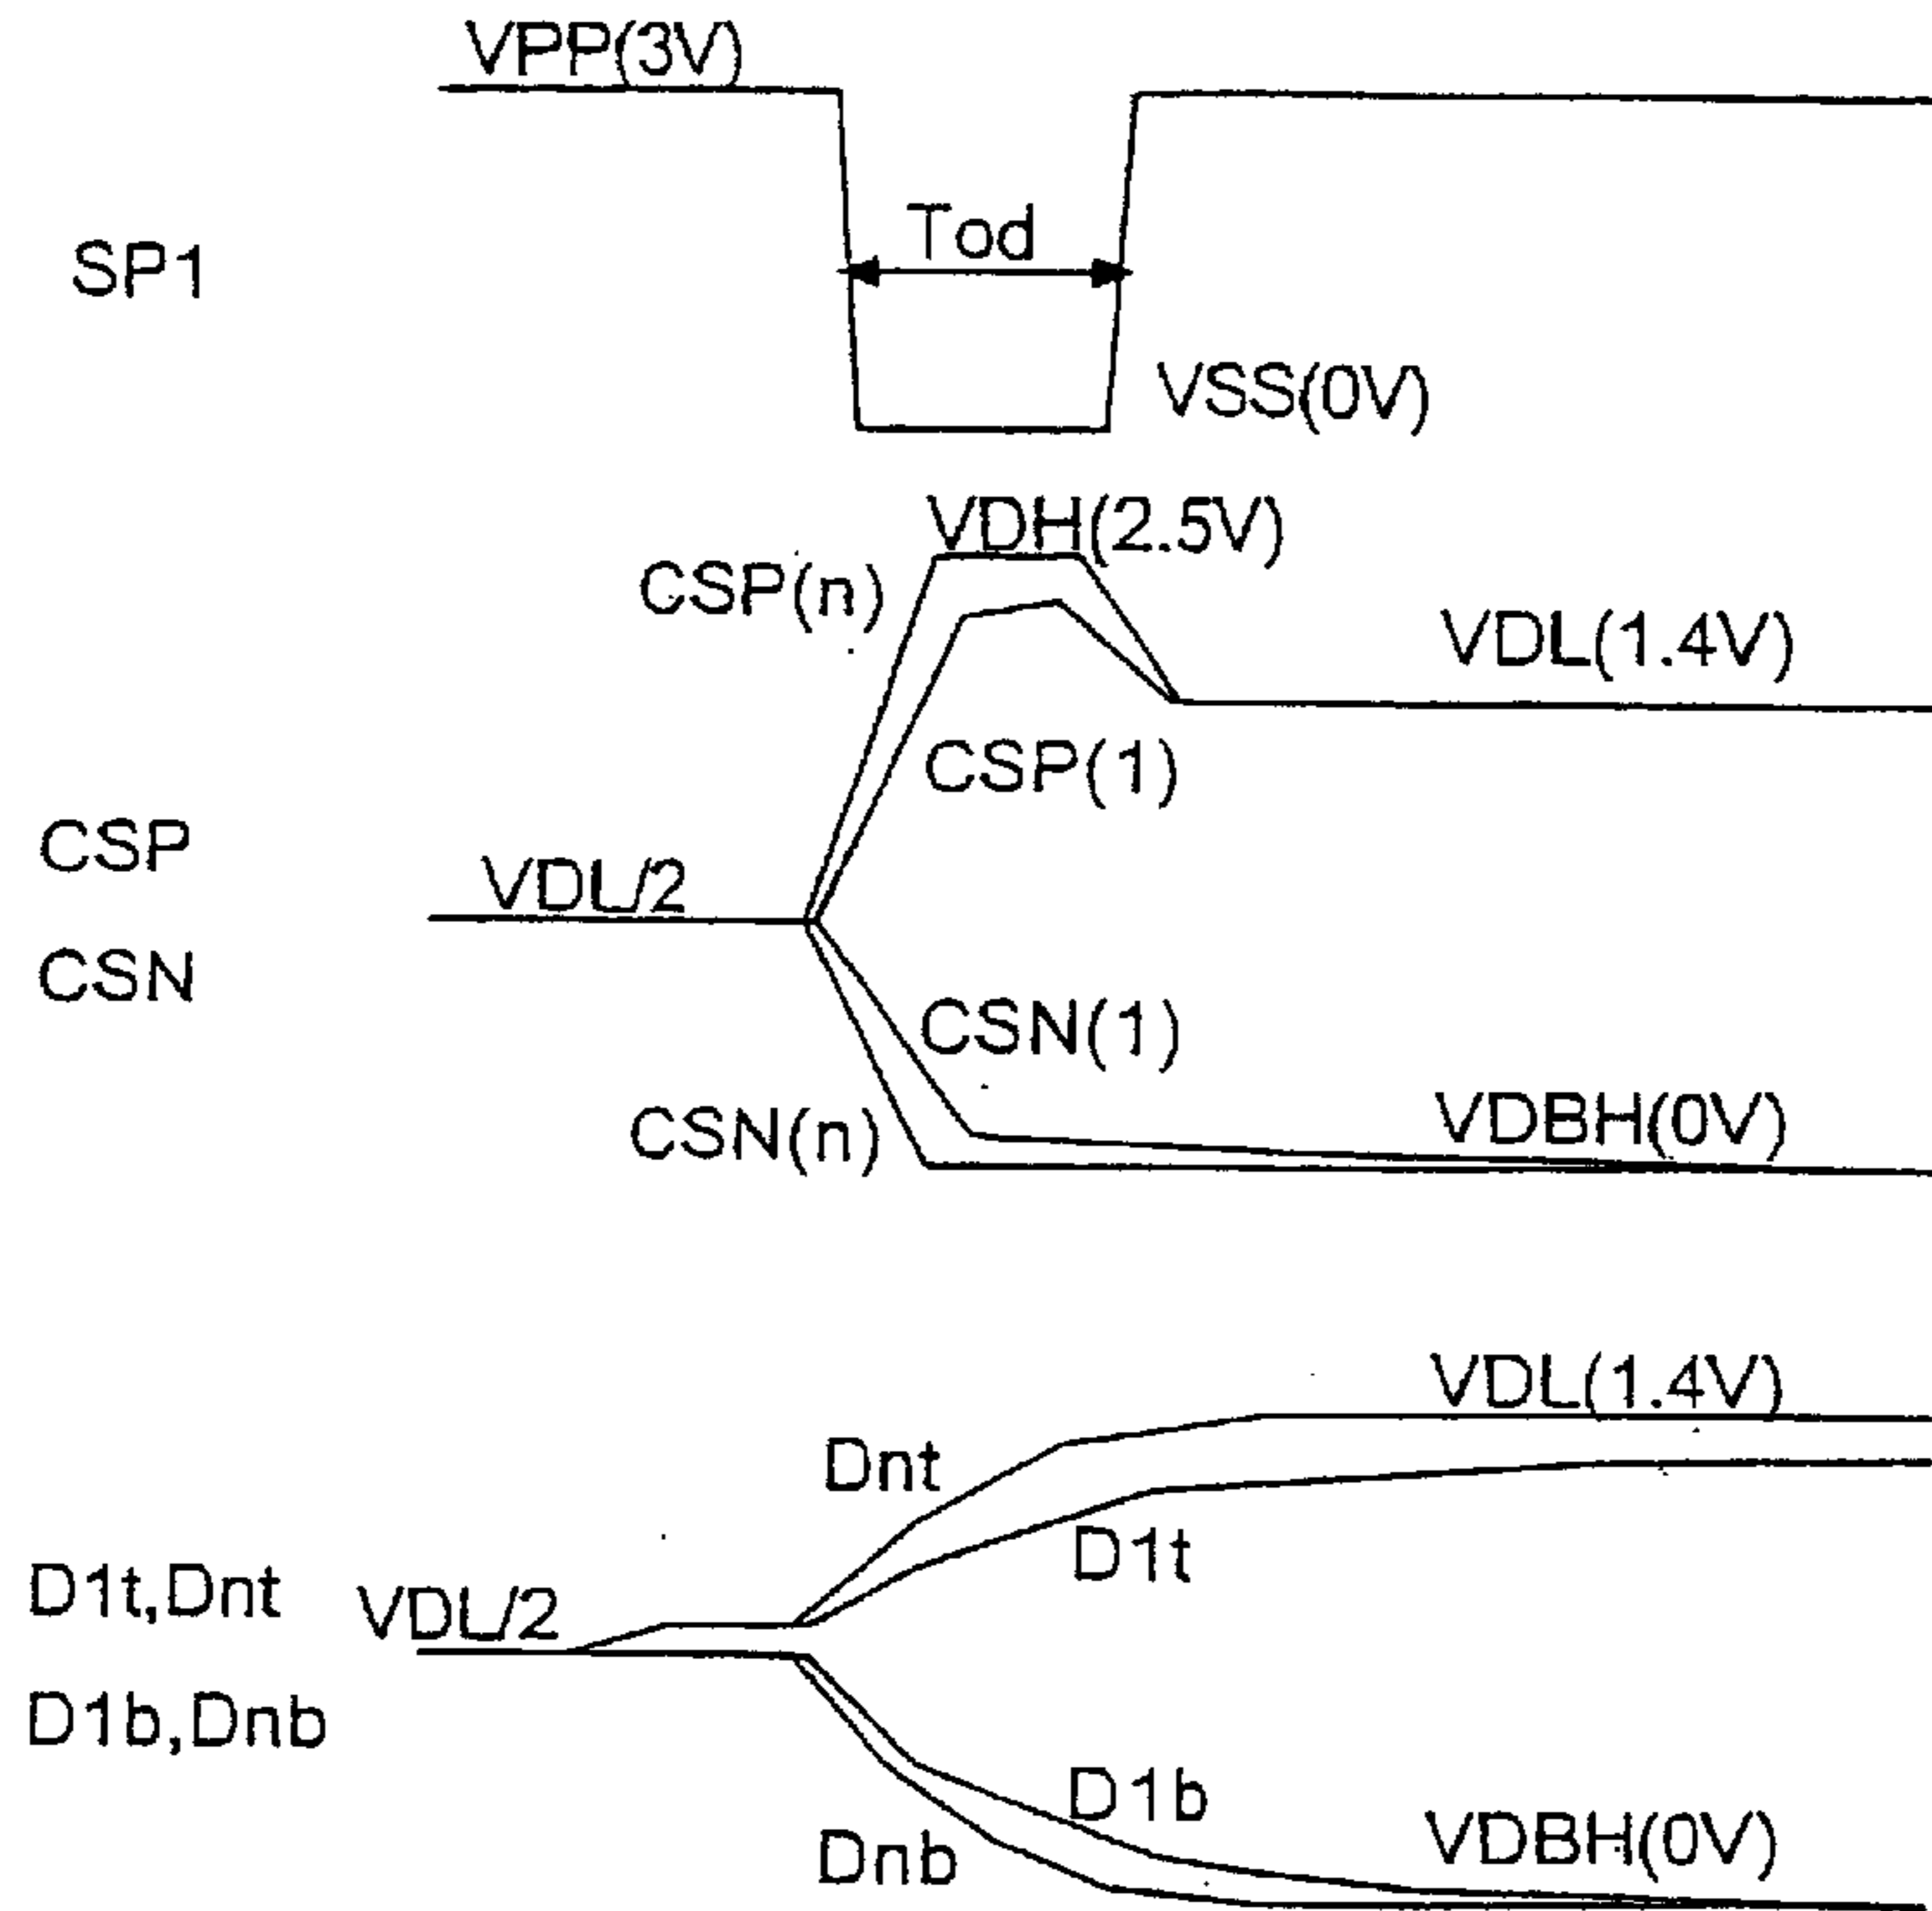 VPP(3V)
Tod
SP1
VSS(0V)
VDH(2.5V)
CSP(n)
VDL(1.4V)
CSP(1)
CSP
VDL/2
CSN
CSN(1)
VDBH(0V)
CSN(n)
VDL(1.4V)
Dnt
D1t
D1t,Dnt
VDL/2
D1b,Dnb
D1b
VDBH(0V)
Dnb